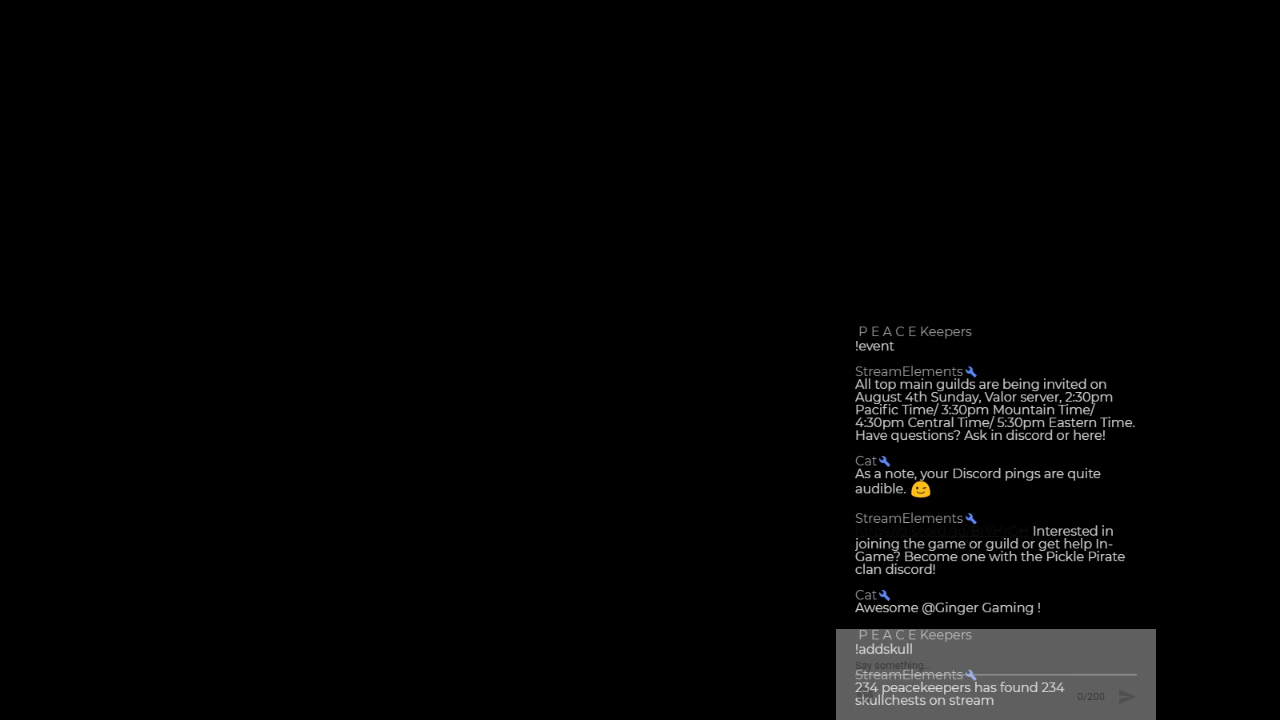 P E A C E Keepers
!event
StreamElements
All top main guilds are being invited on
August 4th Sunday, Valor server, 2:30pm
Pacific Time/ 3:30pm Mountain Time/
4:30pm Central Time/ 5:30pm Eastern Time.
Have questions? Ask in discord or here!
Cat
As a note, your Discord pings are quite
audible.
StreamElements
Interested in
joining the game or guild or get help In-
Game? Become one with the Pickle Pirate
clan discord!
Cat
Awesome @Ginger Gaming !
P E A C E Keepers
!addskull
Say something...
StreamElements
234 peacekeepers has found 234
0/200
skullchests on stream